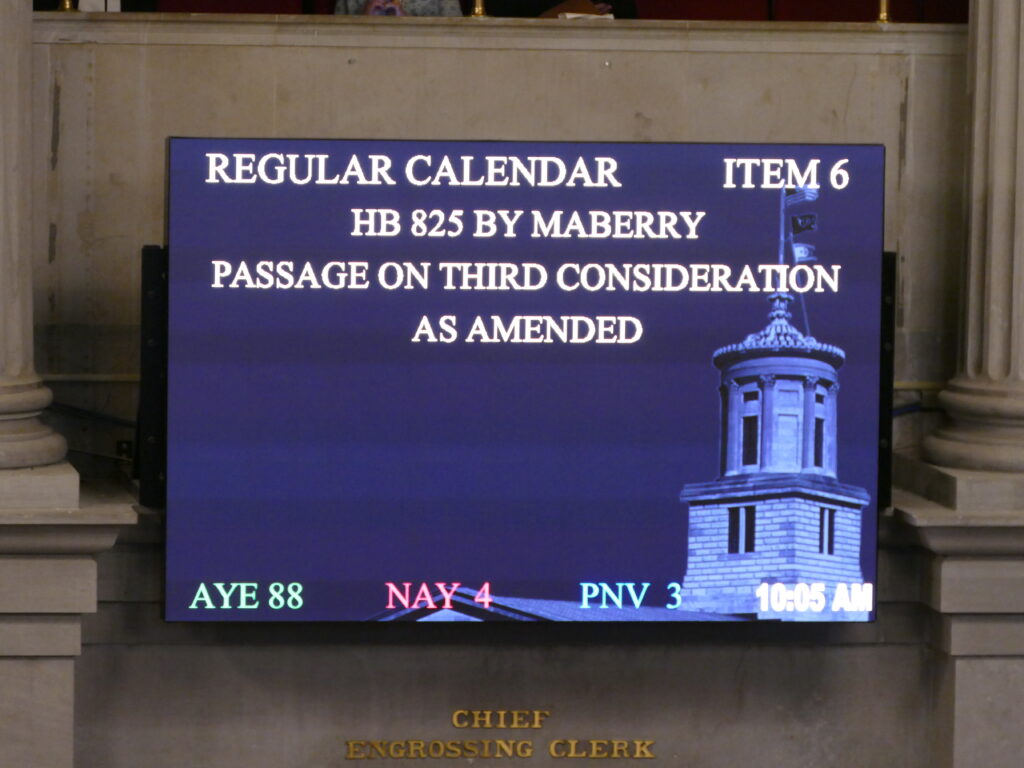 REGULAR CALENDAR ITEM 6
HB 825 BY MABERRY
PASSAGE ON THIRD CONSIDERATION
AS AMENDED
AYE 88 NAY 4 PNV 3 10:05 AM
CHIEF
ENGROSSING CLERK